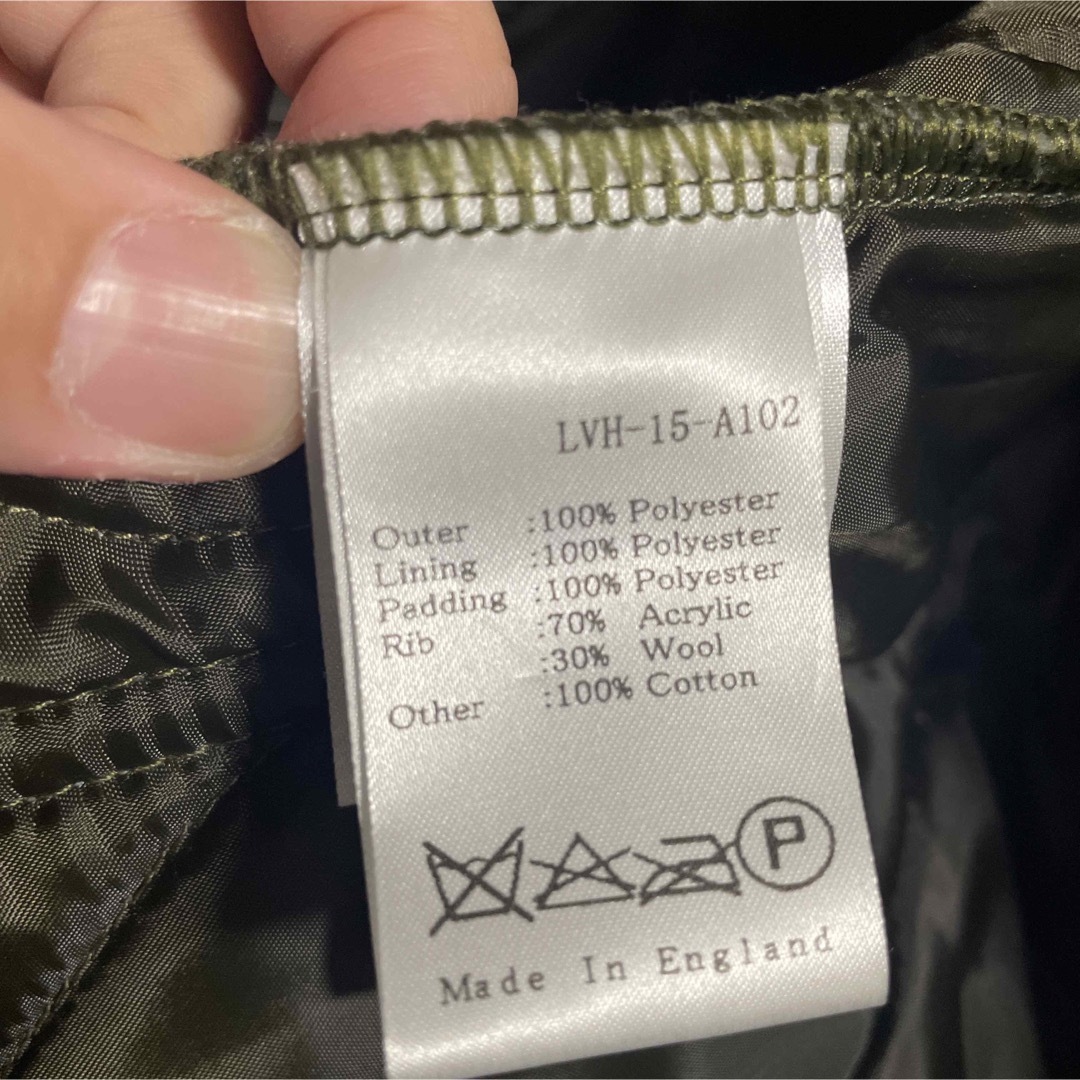 LVH-15-A102
Outer :100% Polyester
Lining :100% Polyester
Padding :100% Polyester
Rib :70% Acrylic
:30% Wool
Other :100% Cotton
P
Made In England